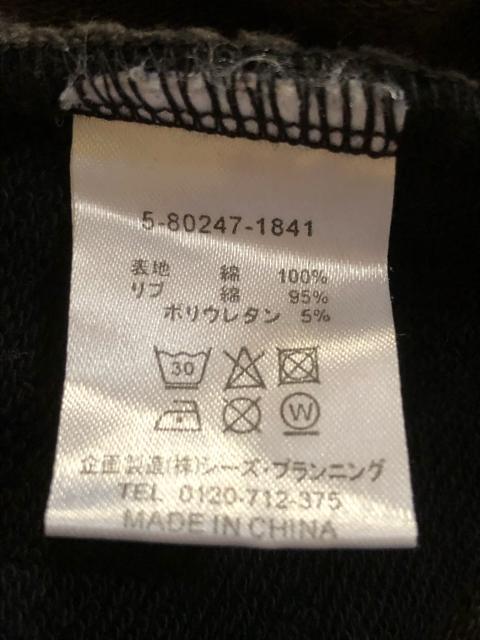 5-80247-1841
表地 綿 100%
リブ 綿 95%
ポリウレタン 5%
30
W
企画製造(株)シーズ・プランニング
TEL 0120-712-375
MADE IN CHINA